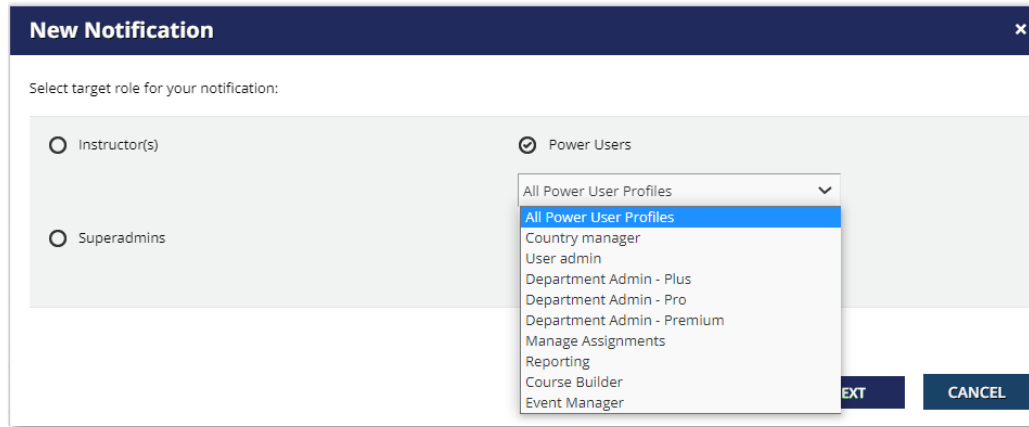 New Notification
×
Select target role for your notification:
Instructor(s)
Power Users
All Power User Profiles
Superadmins
All Power User Profiles
Country manager
User admin
Department Admin - Plus
Department Admin - Pro
Department Admin - Premium
Manage Assignments
Reporting
Course Builder
Event Manager
EXT
CANCEL